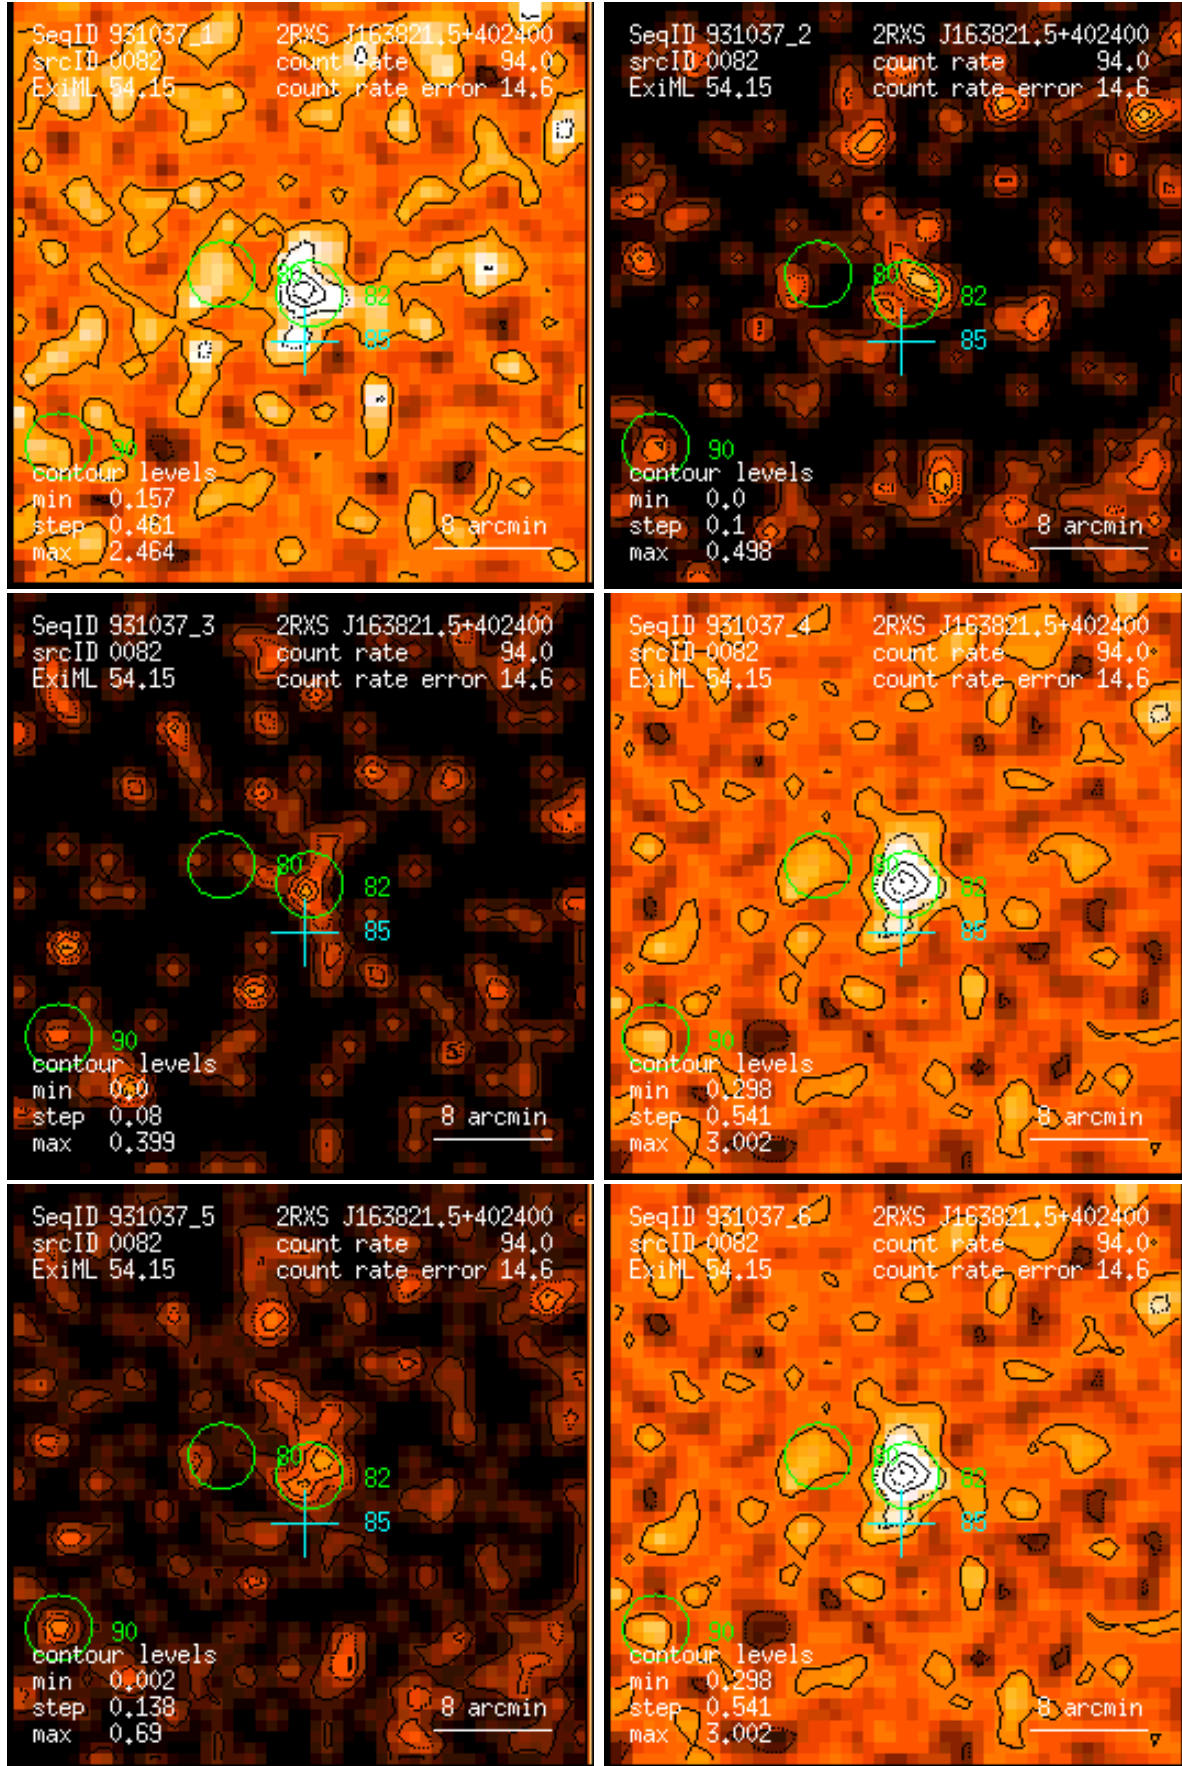 SeqID 931037_1 2RXS J163821.5+402400
srcID 0082 count rate 94.0
ExiML 54.15 count rate error 14.6
80
82
85
90
contour levels
min 0.157
step 0.461 8 arcmin
max 2.464
SeqID 931037_2 2RXS J163821.5+402400
srcID 0082 count rate 94.0
ExiML 54.15 count rate error 14.6
80
82
85
90
contour levels
min 0.0
step 0.1 8 arcmin
max 0.498
SeqID 931037_3 2RXS J163821.5+402400
srcID 0082 count rate 94.0
ExiML 54.15 count rate error 14.6
80
82
85
90
contour levels
min 0.0
step 0.08 8 arcmin
max 0.399
SeqID 931037_4 2RXS J163821.5+402400
srcID 0082 count rate 94.0
ExiML 54.15 count rate error 14.6
80
82
85
90
contour levels
min 0.298
step 0.541 8 arcmin
max 3.002
SeqID 931037_5 2RXS J163821.5+402400
srcID 0082 count rate 94.0
ExiML 54.15 count rate error 14.6
80
82
85
90
contour levels
min 0.002
step 0.138 8 arcmin
max 0.69
SeqID 931037_6 2RXS J163821.5+402400
srcID 0082 count rate 94.0
ExiML 54.15 count rate error 14.6
80
82
85
90
contour levels
min 0.298
step 0.541 8 arcmin
max 3.002